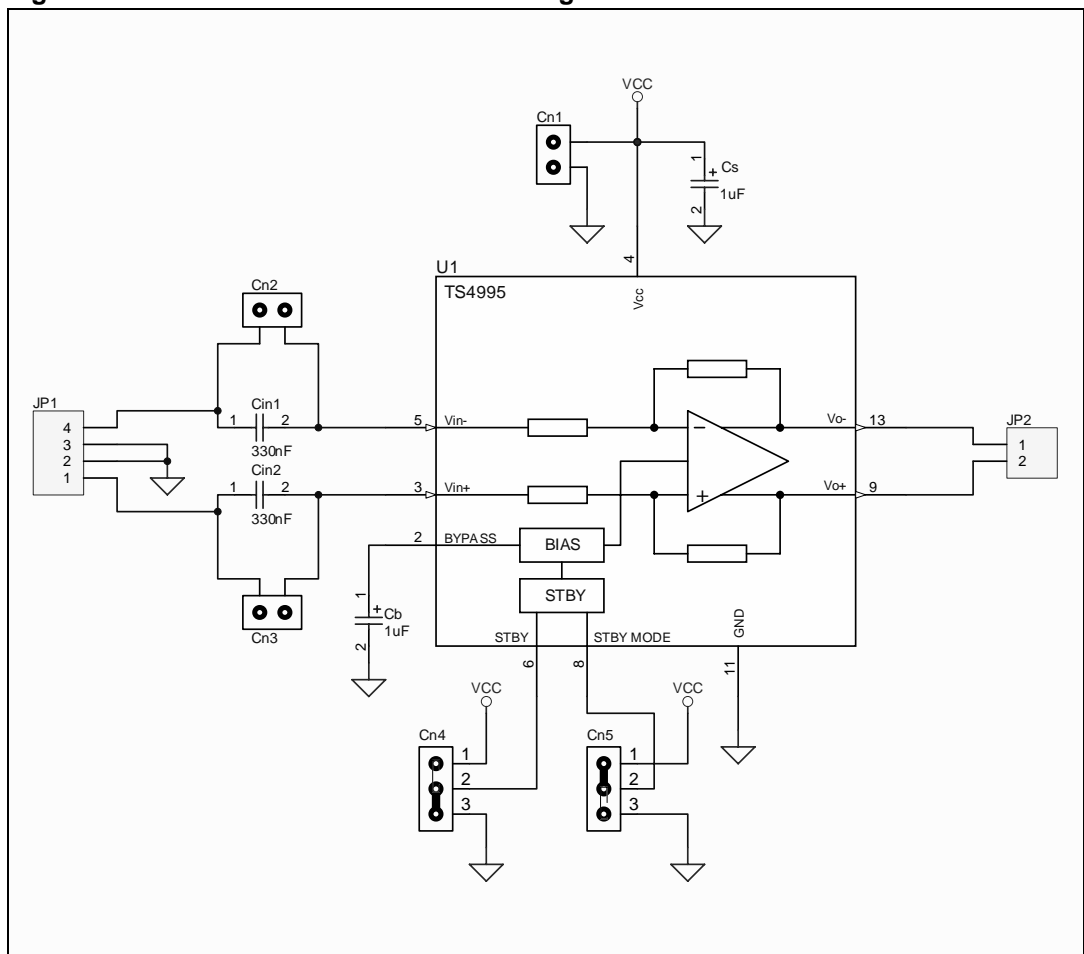 VCC
Cn1
1
+
Cs
1uF
2
4
U1
TS4995
Vcc
Cn2
JP1
4
3
2
1
1
Cin1
2
330nF
Cin2
1
2
330nF
5
Vin-
3
Vin+
−
+
Vo-
13
Vo+
9
JP2
1
2
2
BYPASS
BIAS
STBY
1
+
Cb
1uF
2
Cn3
STBY
STBY MODE
GND
6
8
11
VCC
VCC
Cn4
1
2
3
Cn5
1
2
3